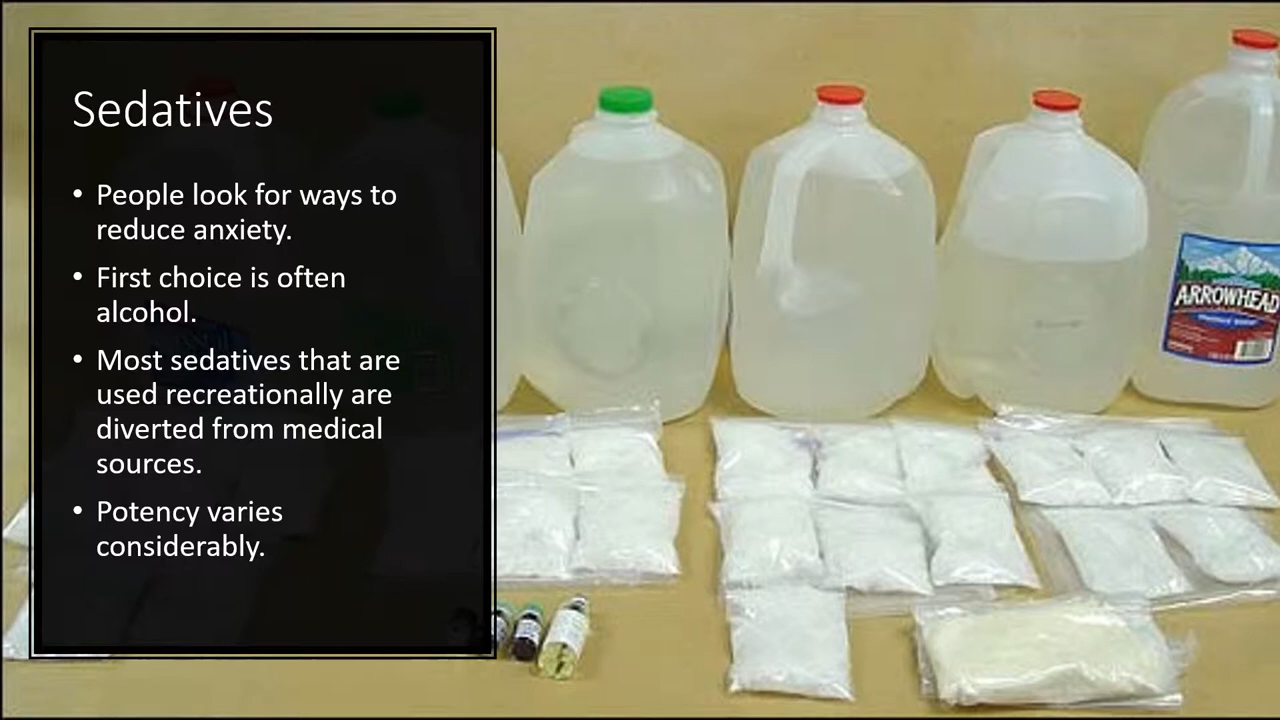 Sedatives
• People look for ways to
reduce anxiety.
• First choice is often
alcohol.
• Most sedatives that are
used recreationally are
diverted from medical
sources.
• Potency varies
considerably.
ARROWHEAD